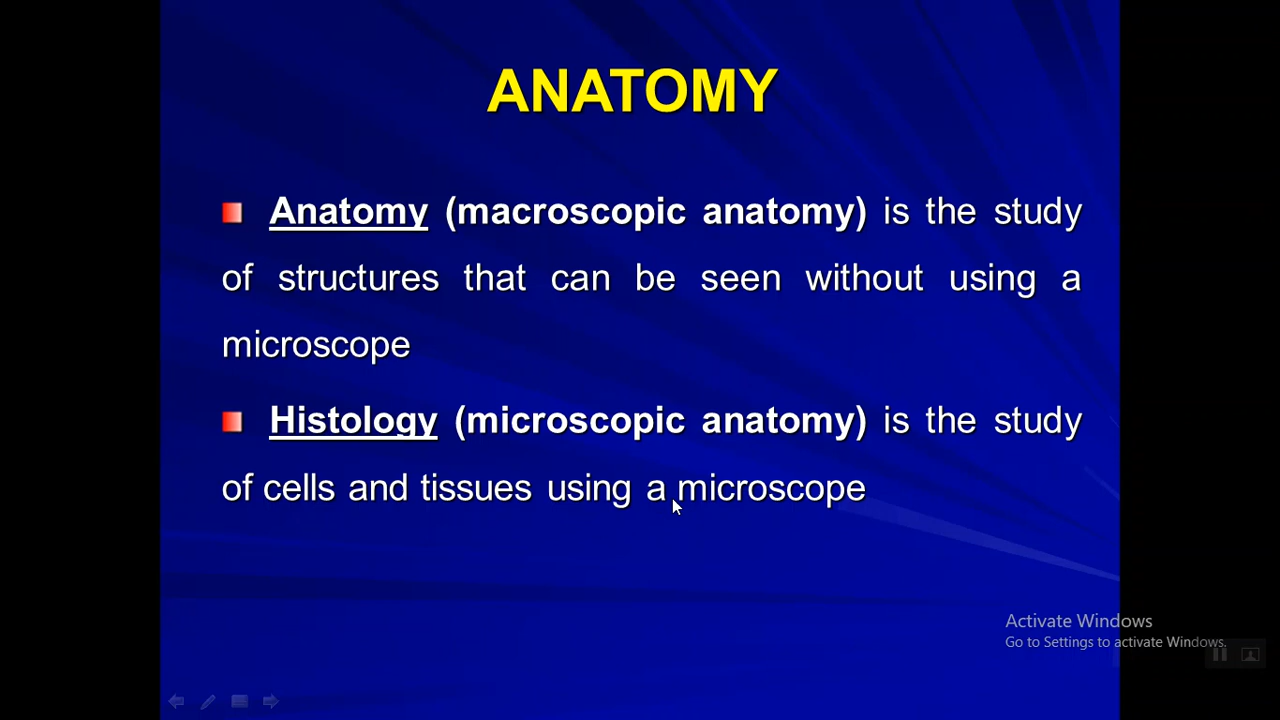 ANATOMY
Anatomy (macroscopic anatomy) is the study
of structures that can be seen without using a
microscope
Histology (microscopic anatomy) is the study
of cells and tissues using a microscope
Activate Windows
Go to Settings to activate Windows.